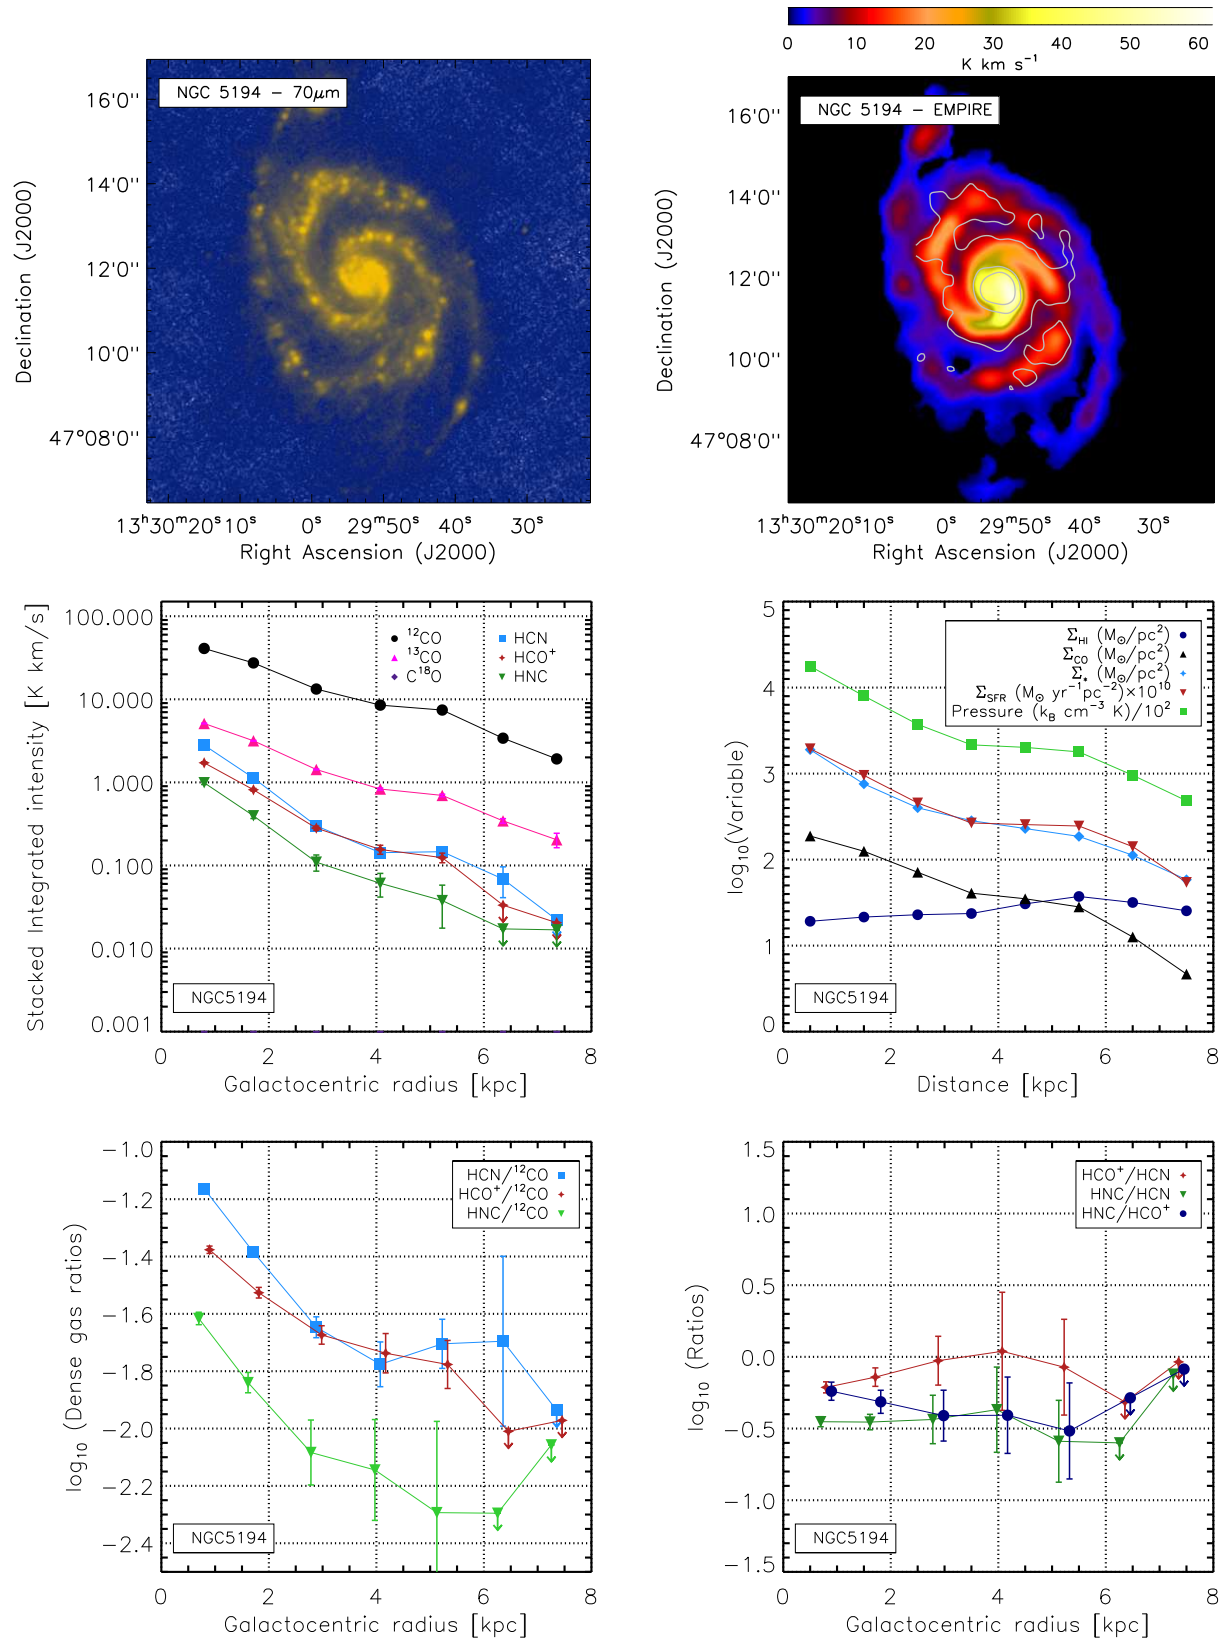 0 10 20 30 40 50 60
K km s⁻¹
NGC 5194 – 70μm
16'0"
14'0"
12'0"
10'0"
47°08'0"
Declination (J2000)
13ʰ30ᵐ20ˢ10ˢ 0ˢ 29ᵐ50ˢ 40ˢ 30ˢ
Right Ascension (J2000)
NGC 5194 – EMPIRE
16'0"
14'0"
12'0"
10'0"
47°08'0"
Declination (J2000)
13ʰ30ᵐ20ˢ10ˢ 0ˢ 29ᵐ50ˢ 40ˢ 30ˢ
Right Ascension (J2000)
Stacked Integrated intensity [K km/s]
100.000
10.000
1.000
0.100
0.010
0.001
¹²CO
¹³CO
C¹⁸O
HCN
HCO⁺
HNC
NGC5194
0 2 4 6 8
Galactocentric radius [kpc]
log₁₀(Variable)
5
4
3
2
1
0
Σ_HI (M⊙/pc²)
Σ_CO (M⊙/pc²)
Σ_* (M⊙/pc²)
Σ_SFR (M⊙ yr⁻¹pc⁻²)×10¹⁰
Pressure (k_B cm⁻³ K)/10²
NGC5194
0 2 4 6 8
Distance [kpc]
log₁₀ (Dense gas ratios)
−1.0
−1.2
−1.4
−1.6
−1.8
−2.0
−2.2
−2.4
HCN/¹²CO
HCO⁺/¹²CO
HNC/¹²CO
NGC5194
0 2 4 6 8
Galactocentric radius [kpc]
log₁₀ (Ratios)
1.5
1.0
0.5
0.0
−0.5
−1.0
−1.5
HCO⁺/HCN
HNC/HCN
HNC/HCO⁺
NGC5194
0 2 4 6 8
Galactocentric radius [kpc]